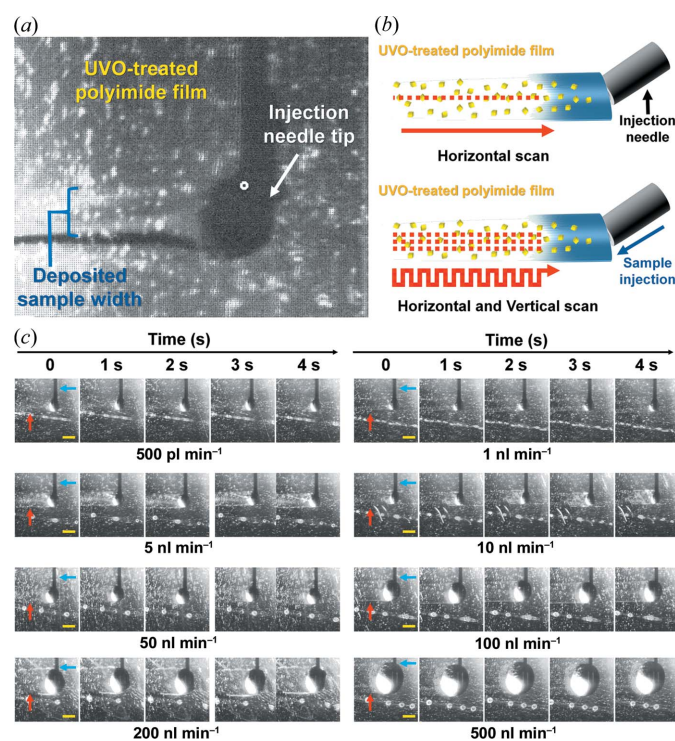 (a)
UVO-treated
polyimide film
Injection
needle tip
Deposited
sample width
(b)
UVO-treated polyimide film
Injection
needle
Horizontal scan
UVO-treated polyimide film
Sample
injection
Horizontal and Vertical scan
(c)
Time (s)
0 1 s 2 s 3 s 4 s
500 pl min⁻¹
5 nl min⁻¹
50 nl min⁻¹
200 nl min⁻¹
Time (s)
0 1 s 2 s 3 s 4 s
1 nl min⁻¹
10 nl min⁻¹
100 nl min⁻¹
500 nl min⁻¹